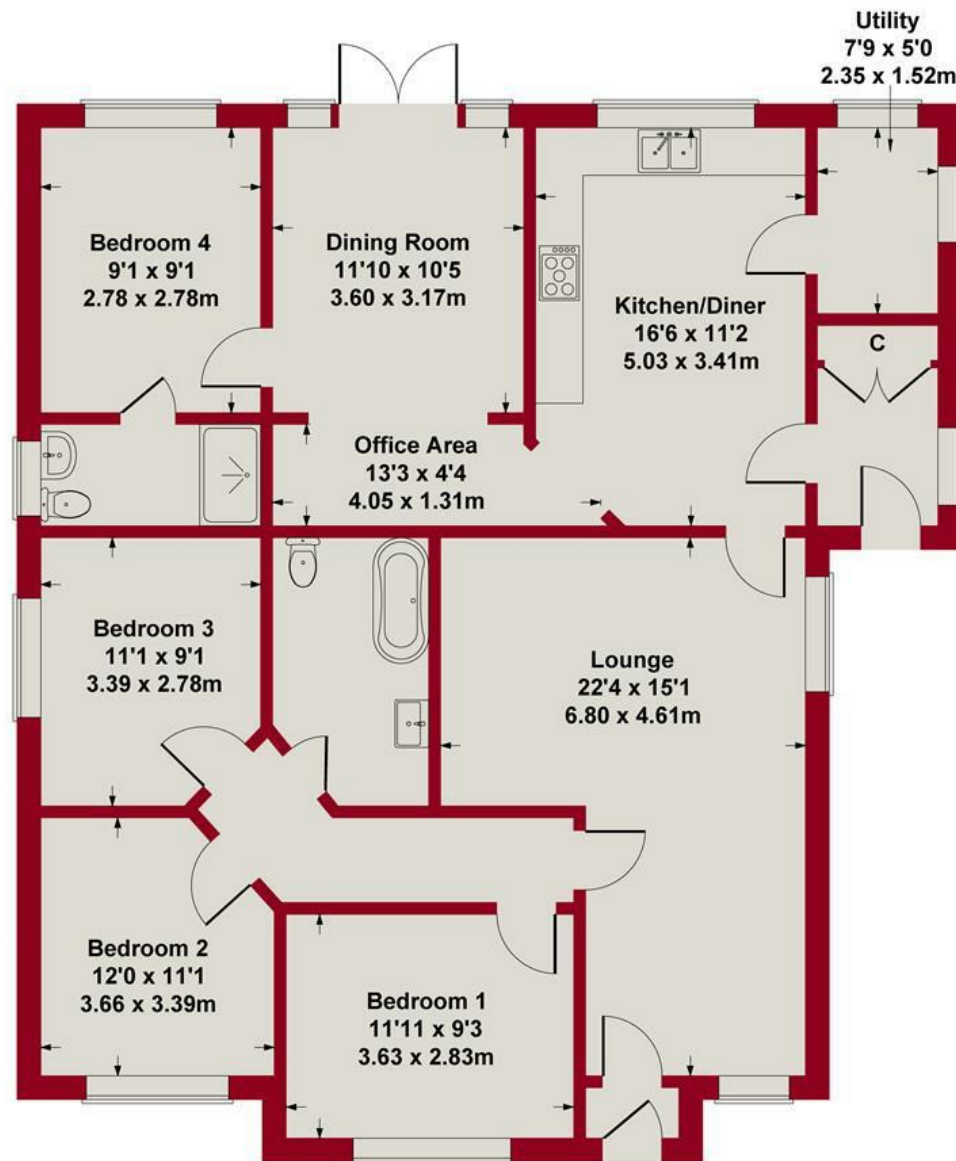 Utility
7'9 x 5'0
2.35 x 1.52m
Bedroom 4
9'1 x 9'1
2.78 x 2.78m
Dining Room
11'10 x 10'5
3.60 x 3.17m
Kitchen/Diner
16'6 x 11'2
5.03 x 3.41m
C
Office Area
13'3 x 4'4
4.05 x 1.31m
Bedroom 3
11'1 x 9'1
3.39 x 2.78m
Lounge
22'4 x 15'1
6.80 x 4.61m
Bedroom 2
12'0 x 11'1
3.66 x 3.39m
Bedroom 1
11'11 x 9'3
3.63 x 2.83m